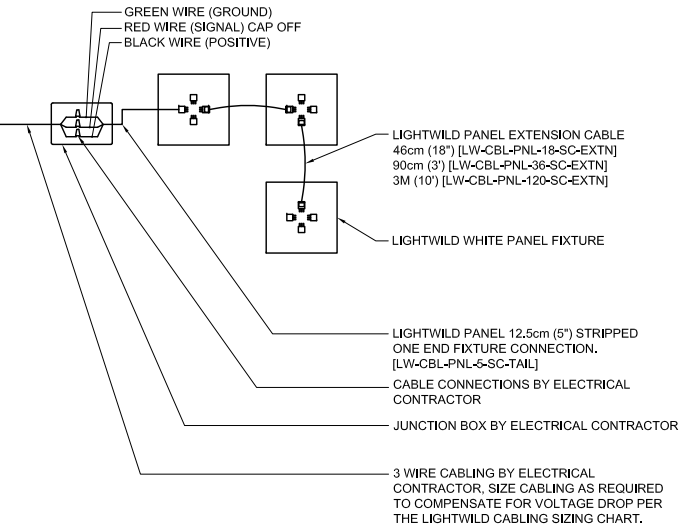 GREEN WIRE (GROUND)
RED WIRE (SIGNAL) CAP OFF
BLACK WIRE (POSITIVE)
LIGHTWILD PANEL EXTENSION CABLE
46cm (18") [LW-CBL-PNL-18-SC-EXTN]
90cm (3') [LW-CBL-PNL-36-SC-EXTN]
3M (10') [LW-CBL-PNL-120-SC-EXTN]
LIGHTWILD WHITE PANEL FIXTURE
LIGHTWILD PANEL 12.5cm (5") STRIPPED
ONE END FIXTURE CONNECTION.
[LW-CBL-PNL-5-SC-TAIL]
CABLE CONNECTIONS BY ELECTRICAL
CONTRACTOR
JUNCTION BOX BY ELECTRICAL CONTRACTOR
3 WIRE CABLING BY ELECTRICAL
CONTRACTOR, SIZE CABLING AS REQUIRED
TO COMPENSATE FOR VOLTAGE DROP PER
THE LIGHTWILD CABLING SIZING CHART.